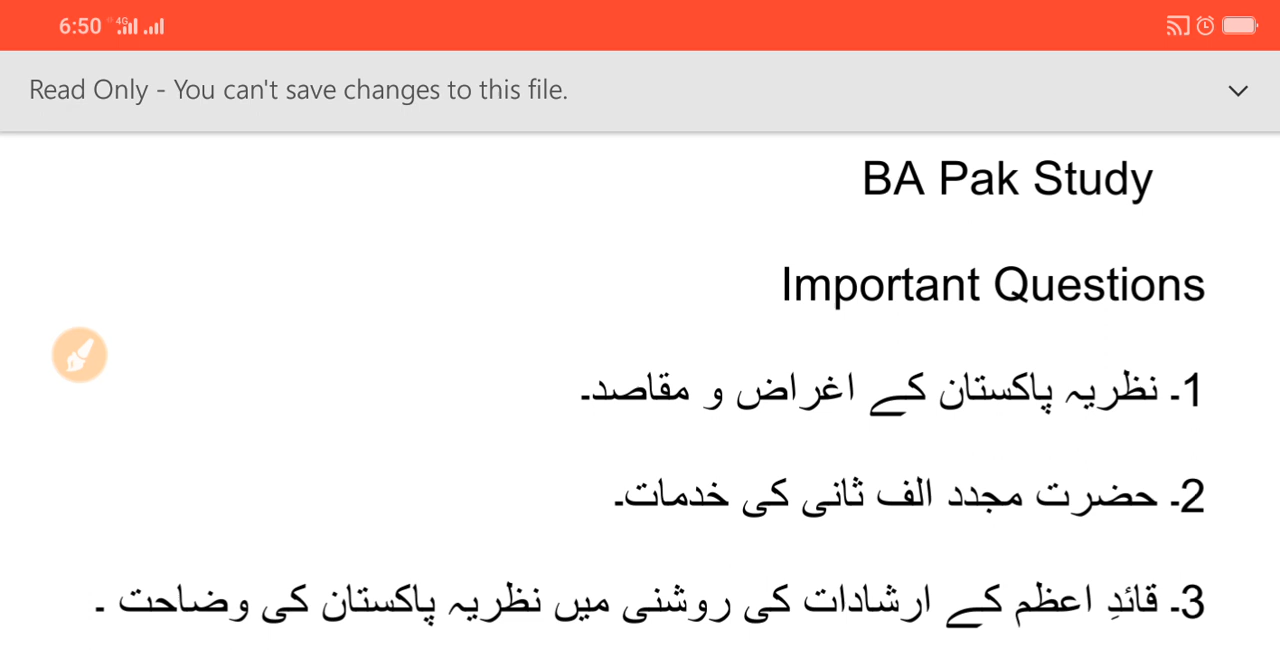 6:50 4G
Read Only - You can't save changes to this file.
BA Pak Study
Important Questions
1۔ نظریہ پاکستان کے اغراض و مقاصد۔
2۔ حضرت مجدد الف ثانی کی خدمات۔
3۔ قائدِ اعظم کے ارشادات کی روشنی میں نظریہ پاکستان کی وضاحت ۔